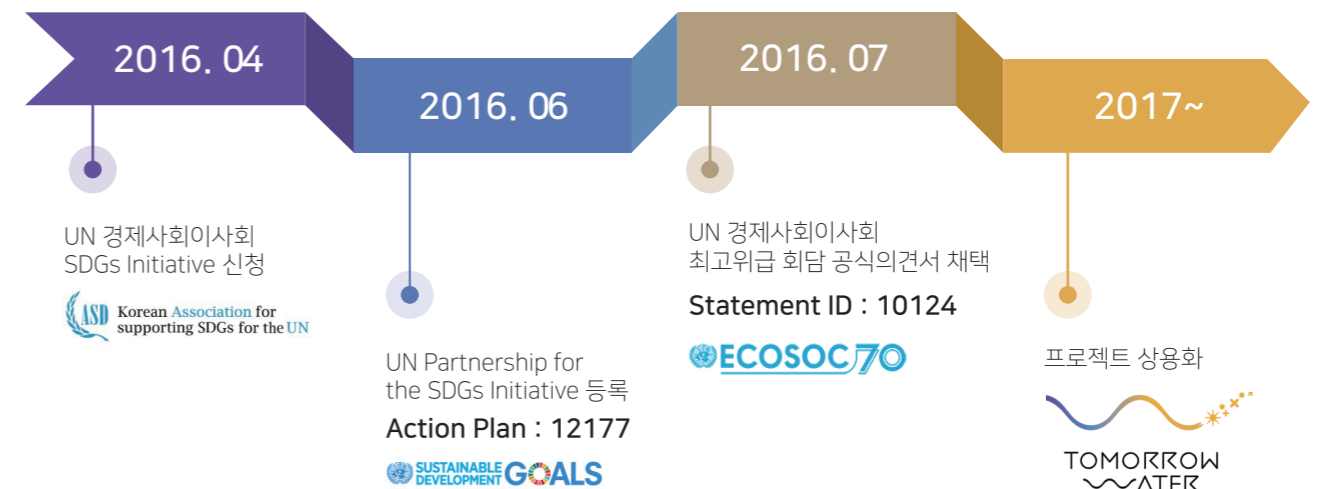 2016. 04
UN 경제사회이사회
SDGs Initiative 신청
ASD Korean Association for
supporting SDGs for the UN
2016. 06
UN Partnership for
the SDGs Initiative 등록
Action Plan : 12177
SUSTAINABLE
DEVELOPMENT GOALS
2016. 07
UN 경제사회이사회
최고위급 회담 공식의견서 채택
Statement ID : 10124
ECOSOC 70
2017~
프로젝트 상용화
TOMORROW
WATER